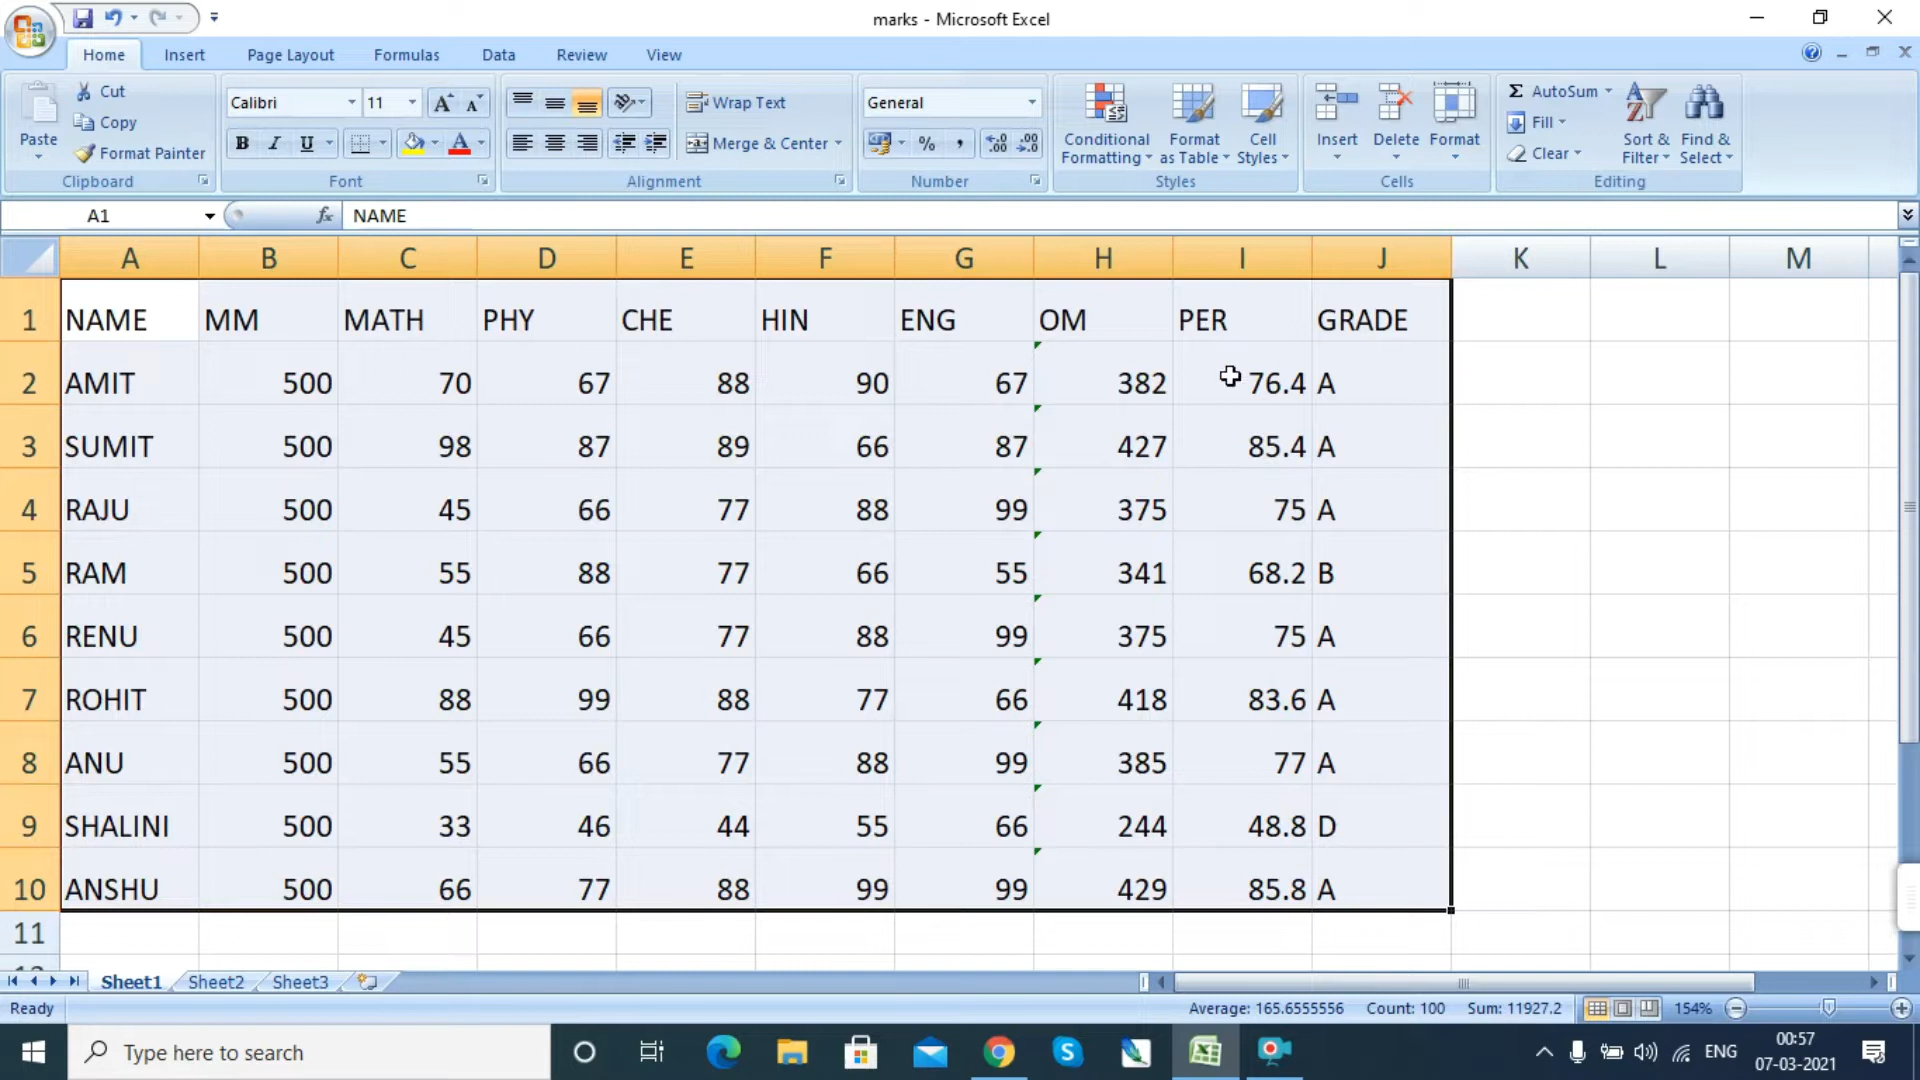 marks - Microsoft Excel
Home Insert Page Layout Formulas Data Review View
Paste
Cut
Copy
Format Painter
Clipboard
Calibri 11
B I U
Font
Wrap Text
Merge & Center
Alignment
General
Number
Conditional Formatting
Format as Table
Cell Styles
Styles
Insert Delete Format
Cells
AutoSum
Fill
Clear
Sort & Filter
Find & Select
Editing
A1 fx NAME
A B C D E F G H I J K L M
1 NAME MM MATH PHY CHE HIN ENG OM PER GRADE
2 AMIT 500 70 67 88 90 67 382 76.4 A
3 SUMIT 500 98 87 89 66 87 427 85.4 A
4 RAJU 500 45 66 77 88 99 375 75 A
5 RAM 500 55 88 77 66 55 341 68.2 B
6 RENU 500 45 66 77 88 99 375 75 A
7 ROHIT 500 88 99 88 77 66 418 83.6 A
8 ANU 500 55 66 77 88 99 385 77 A
9 SHALINI 500 33 46 44 55 66 244 48.8 D
10 ANSHU 500 66 77 88 99 99 429 85.8 A
11
Sheet1 Sheet2 Sheet3
Ready Average: 165.6555556 Count: 100 Sum: 11927.2 154%
Type here to search
ENG
00:57
07-03-2021